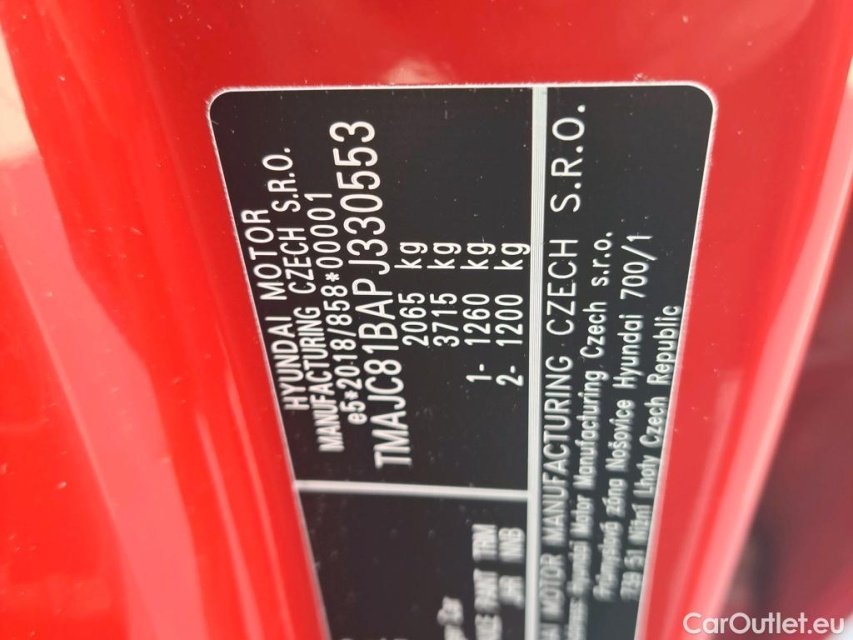 HYUNDAI MOTOR
MANUFACTURING CZECH S.R.O.
e5*2018/858*00001
TMAJC81BAPJ330553
2065 kg
3715 kg
1- 1260 kg
2- 1200 kg
PAINT TRIM
MOTOR MANUFACTURING CZECH S.R.O.
Hyundai Motor Manufacturing Czech s.r.o.
Průmyslová zóna Nošovice Hyundai 700/1
739 51 Nižní Lhoty Czech Republic
CarOutlet.eu